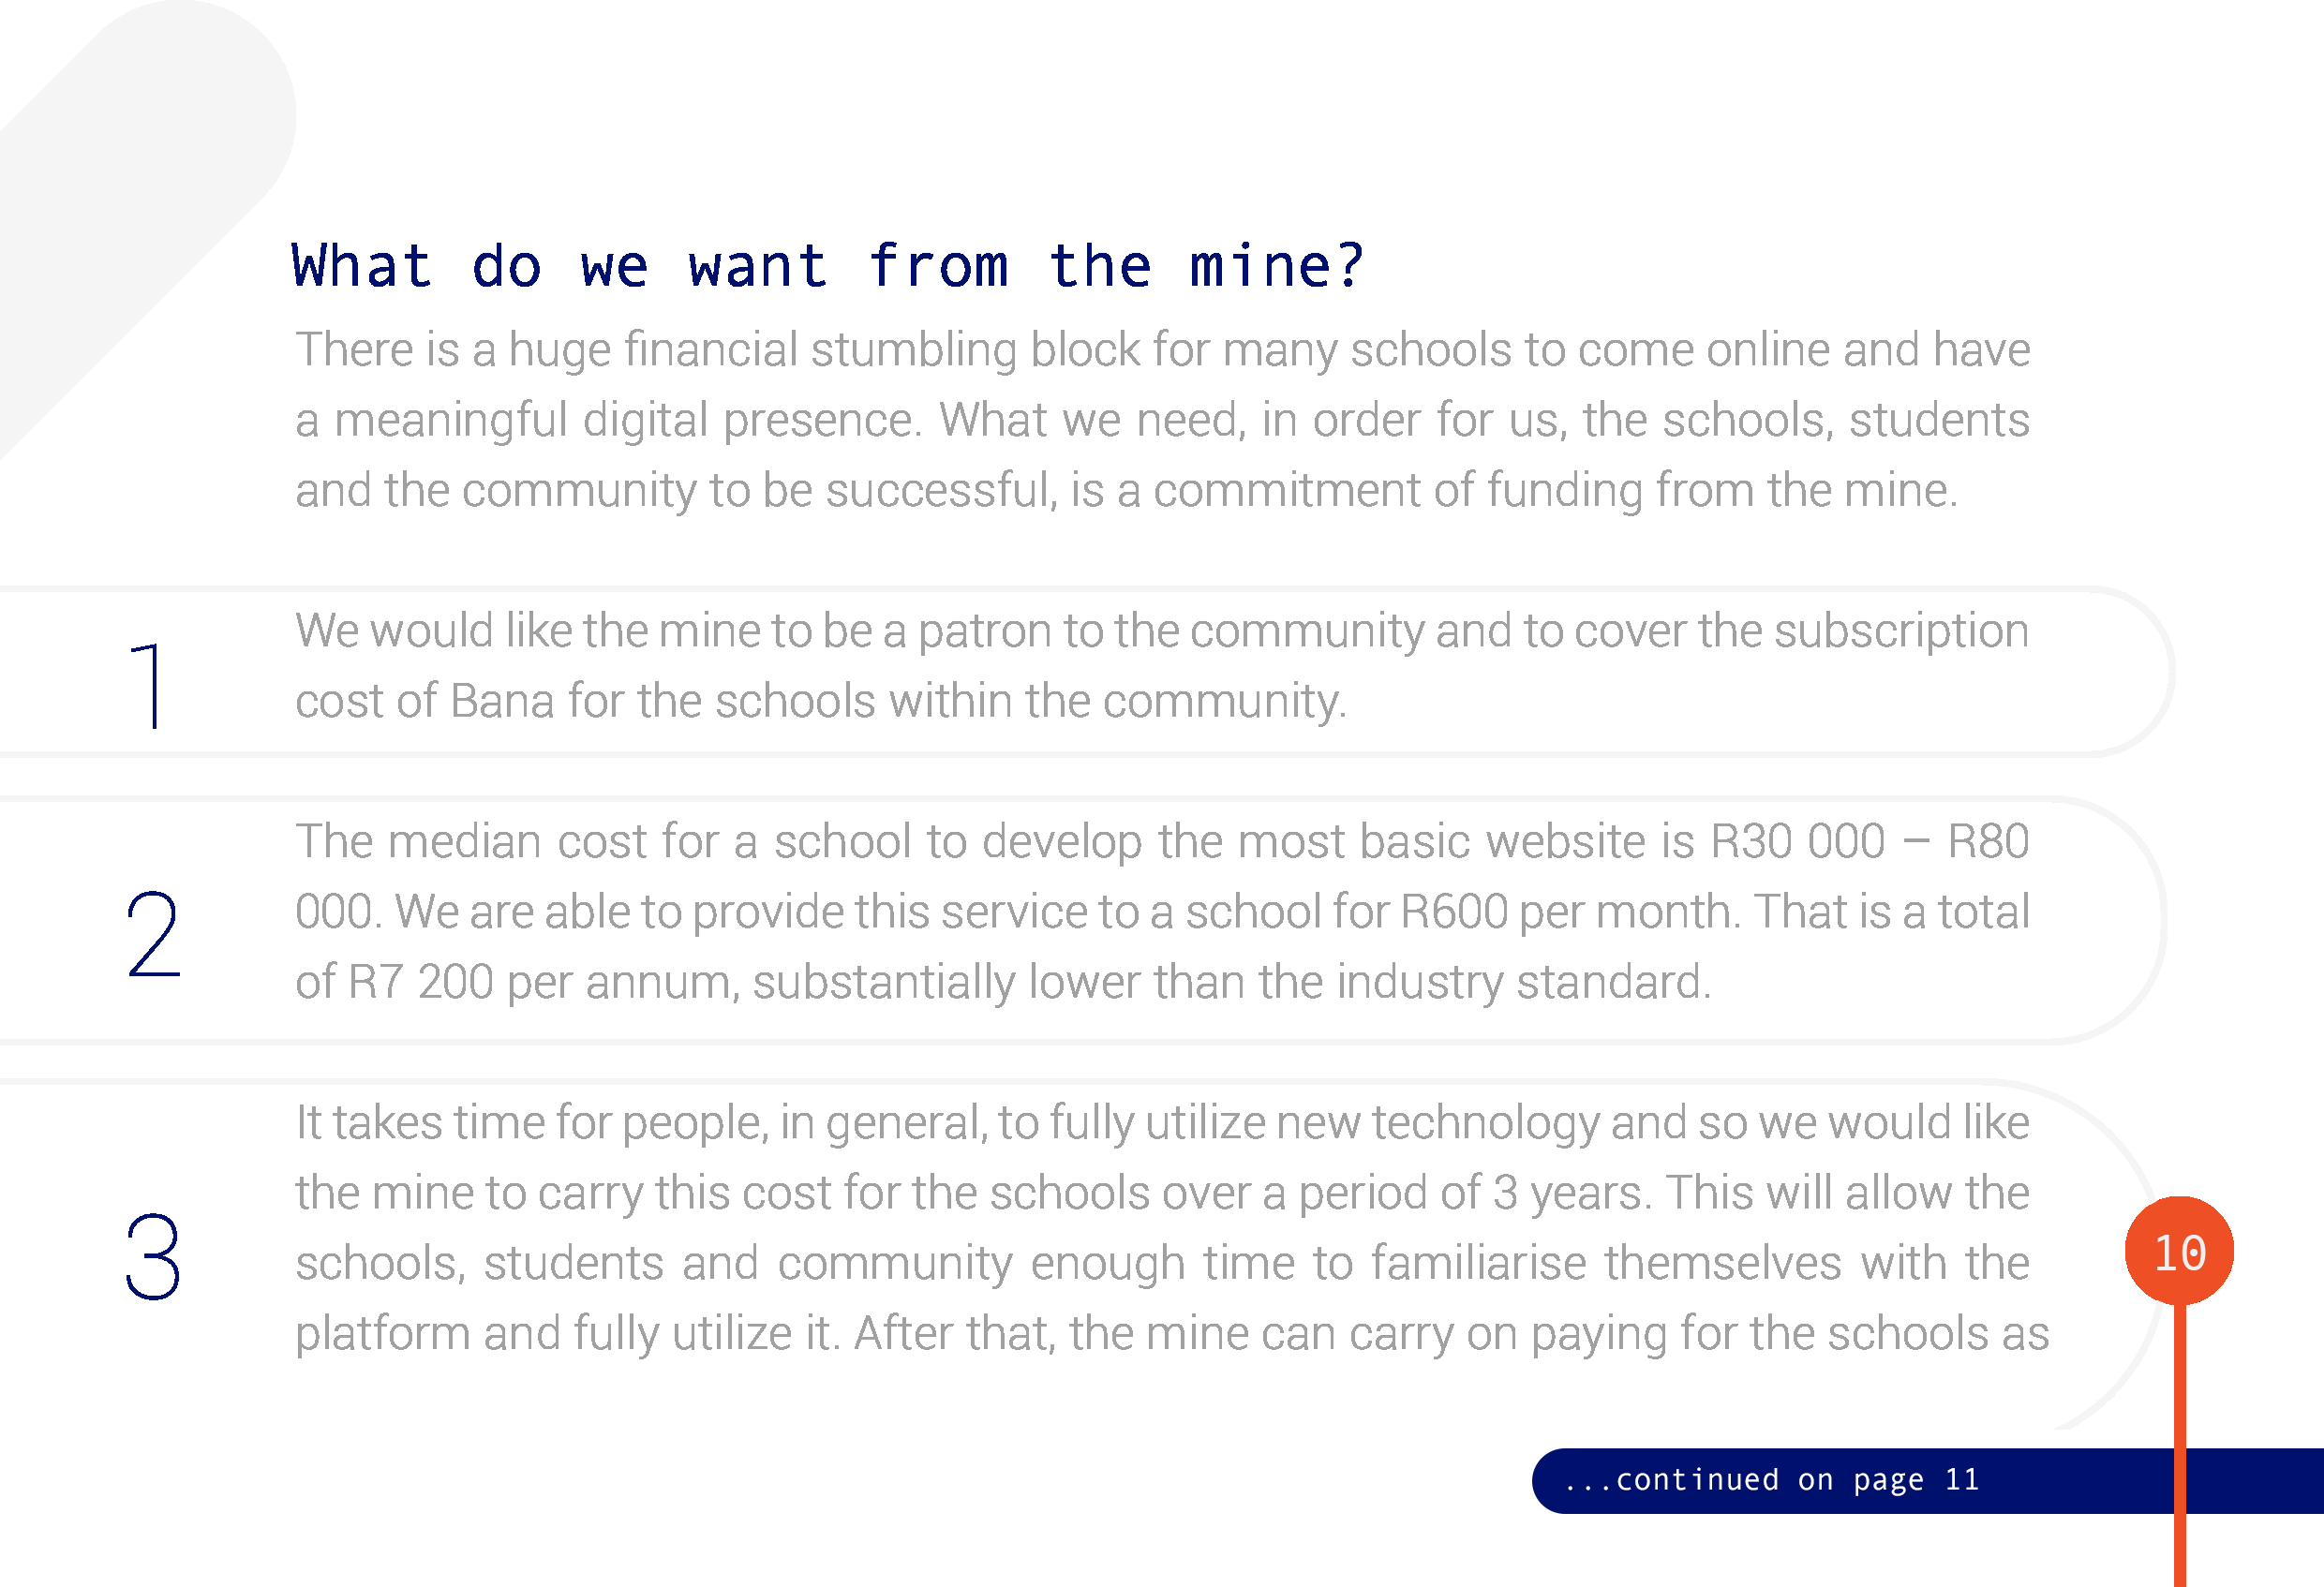 What do we want from the mine?
There is a huge financial stumbling block for many schools to come online and have
a meaningful digital presence. What we need, in order for us, the schools, students
and the community to be successful, is a commitment of funding from the mine.
1
We would like the mine to be a patron to the community and to cover the subscription
cost of Bana for the schools within the community.
2
The median cost for a school to develop the most basic website is R30 000 – R80
000. We are able to provide this service to a school for R600 per month. That is a total
of R7 200 per annum, substantially lower than the industry standard.
3
It takes time for people, in general, to fully utilize new technology and so we would like
the mine to carry this cost for the schools over a period of 3 years. This will allow the
schools, students and community enough time to familiarise themselves with the
platform and fully utilize it. After that, the mine can carry on paying for the schools as
10
...continued on page 11